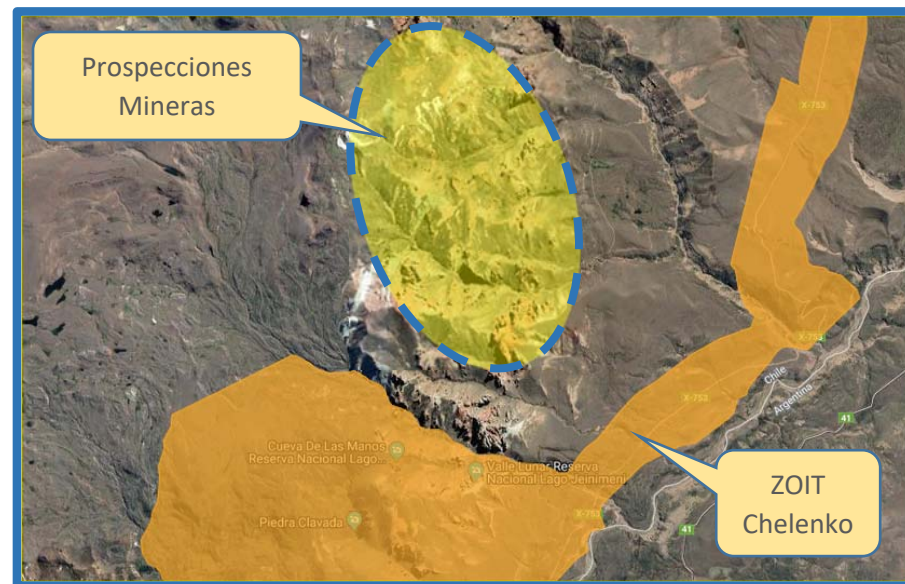 Prospecciones
Mineras
X-753
X-753
Chile
Argentina
X-753
41
Cueva De Las Manos
Reserva Nacional Lago...
Valle Lunar Reserva
Nacional Lago Jeinimeni
Piedra Clavada
X-753
41
ZOIT
Chelenko